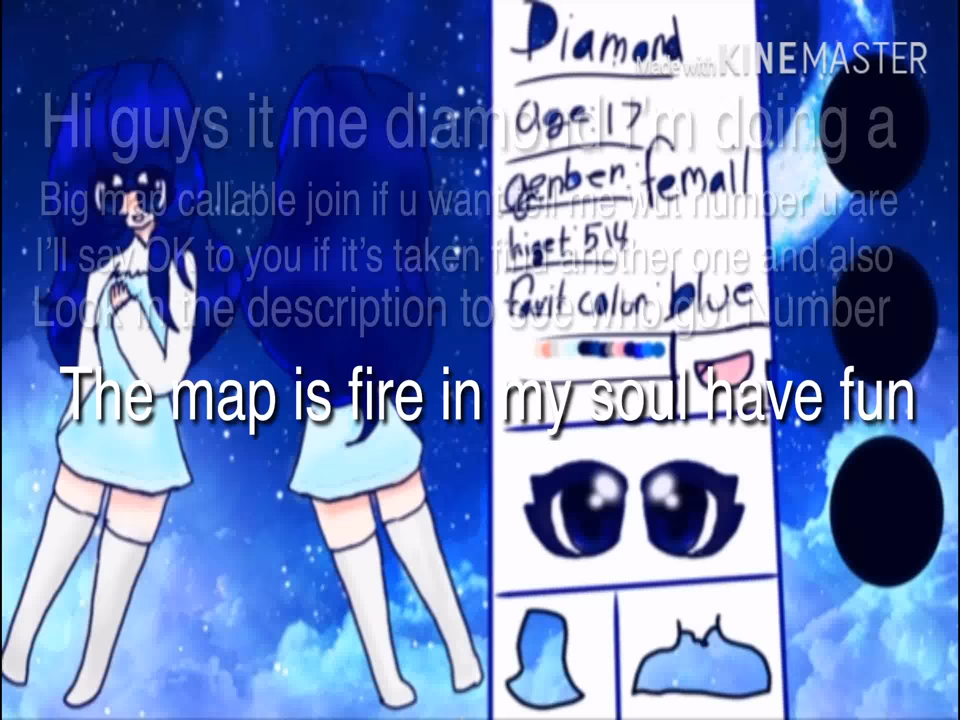 Diamond
Made with KINEMASTER
Hi guys it me diamond I'm doing a
age 17
Big map callable join if u want tell me wut number u are
genben femall
higet 514
I'll say OK to you if it's taken find another one and also
Look in the description to see who got Number
favit colun blue
The map is fire in my soul have fun